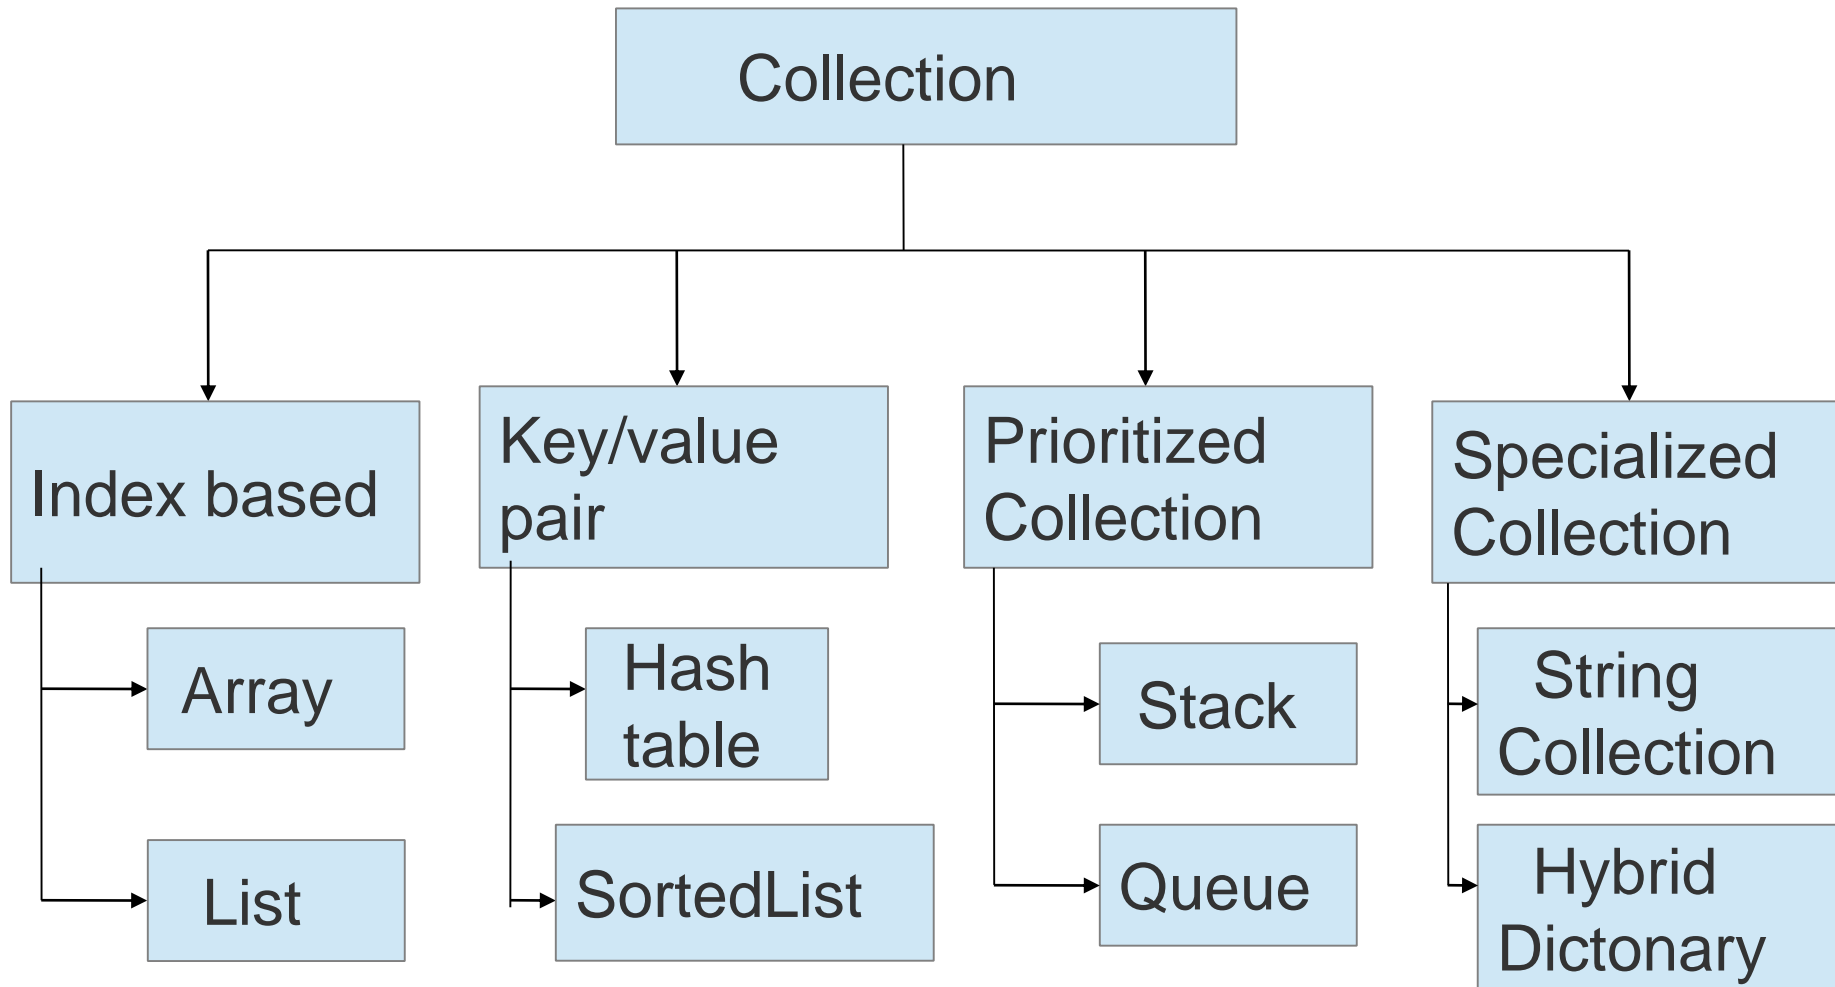 Collection
Index based
Key/value
pair
Prioritized
Collection
Specialized
Collection
Array
List
Hash
table
SortedList
Stack
Queue
String
Collection
Hybrid
Dictonary